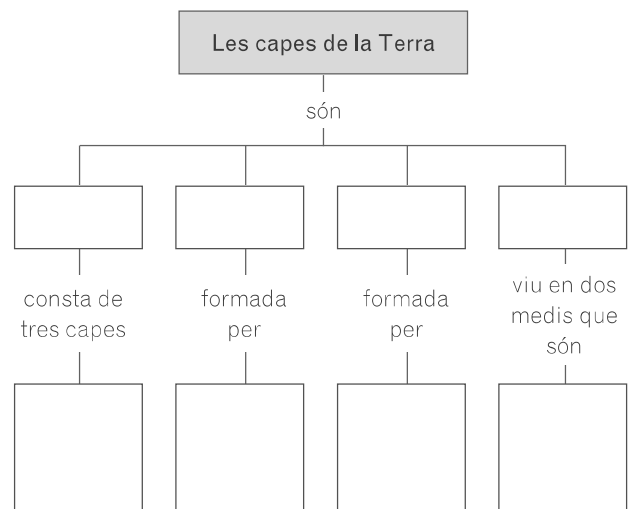 Les capes de la Terra
són
consta de
tres capes
formada
per
formada
per
viu en dos
medis que
són